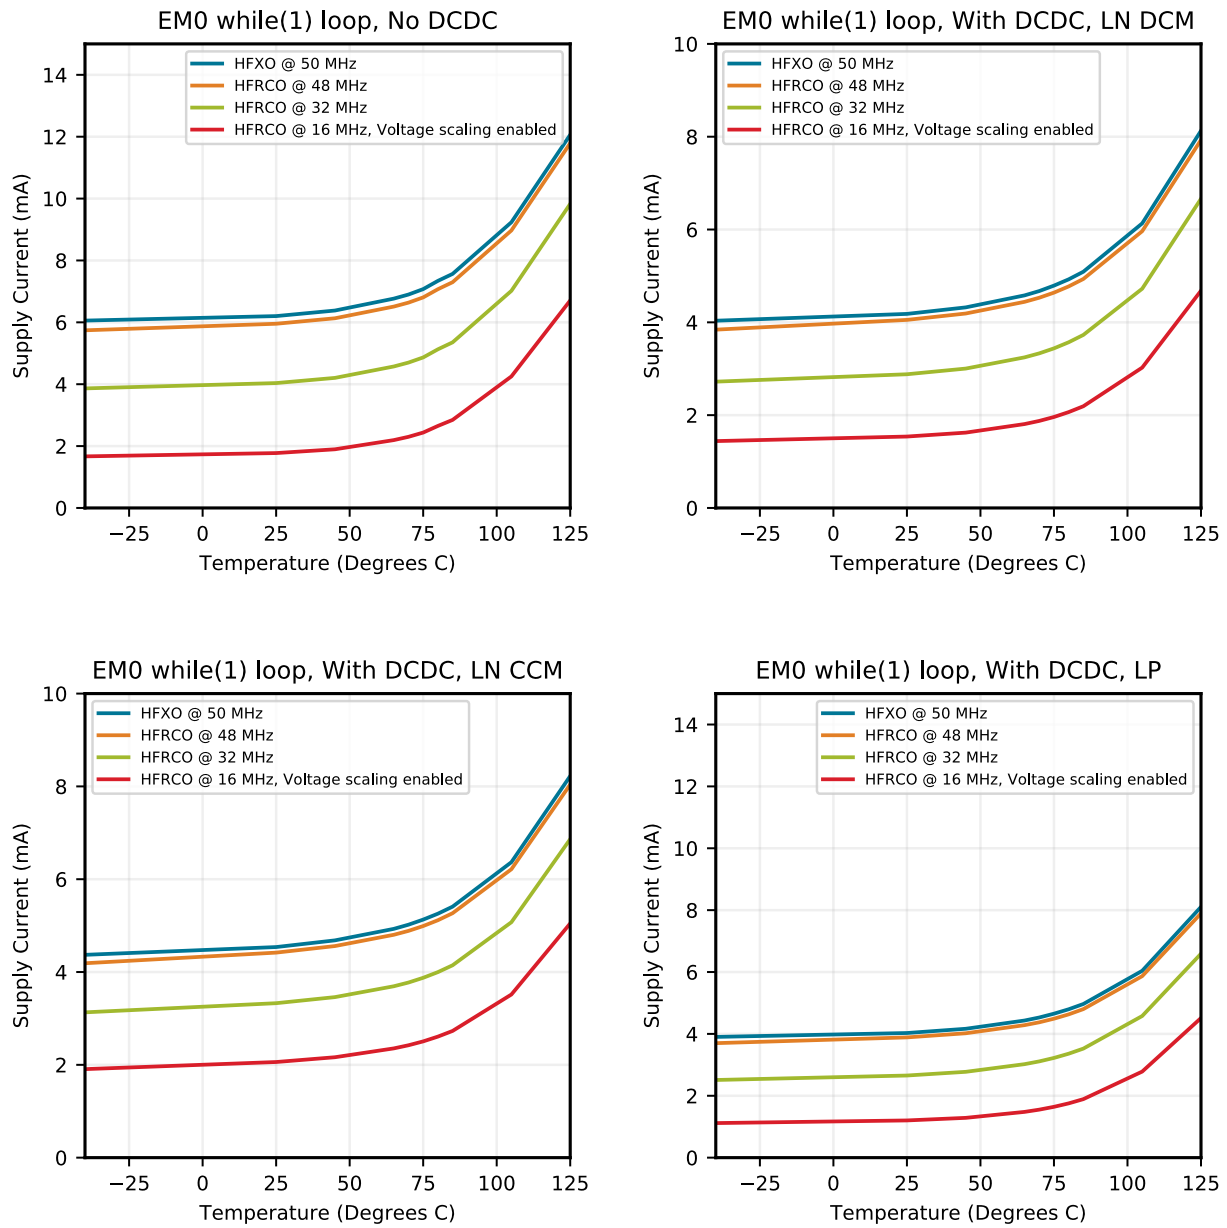 EM0 while(1) loop, No DCDC
HFXO @ 50 MHz
HFRCO @ 48 MHz
HFRCO @ 32 MHz
HFRCO @ 16 MHz, Voltage scaling enabled
Supply Current (mA)
14
12
10
8
6
4
2
0
−25 0 25 50 75 100 125
Temperature (Degrees C)
EM0 while(1) loop, With DCDC, LN DCM
HFXO @ 50 MHz
HFRCO @ 48 MHz
HFRCO @ 32 MHz
HFRCO @ 16 MHz, Voltage scaling enabled
Supply Current (mA)
10
8
6
4
2
0
−25 0 25 50 75 100 125
Temperature (Degrees C)
EM0 while(1) loop, With DCDC, LN CCM
HFXO @ 50 MHz
HFRCO @ 48 MHz
HFRCO @ 32 MHz
HFRCO @ 16 MHz, Voltage scaling enabled
Supply Current (mA)
10
8
6
4
2
0
−25 0 25 50 75 100 125
Temperature (Degrees C)
EM0 while(1) loop, With DCDC, LP
HFXO @ 50 MHz
HFRCO @ 48 MHz
HFRCO @ 32 MHz
HFRCO @ 16 MHz, Voltage scaling enabled
Supply Current (mA)
14
12
10
8
6
4
2
0
−25 0 25 50 75 100 125
Temperature (Degrees C)